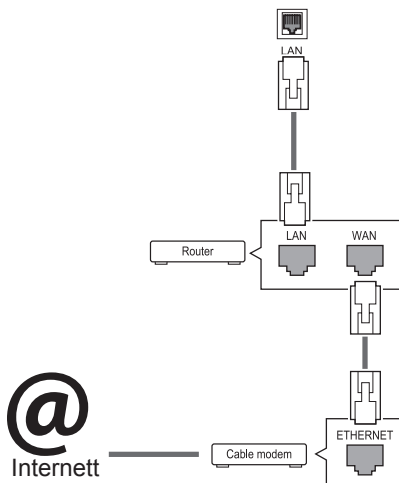 LAN
LAN WAN
Router
ETHERNET
@
Cable modem
Internett